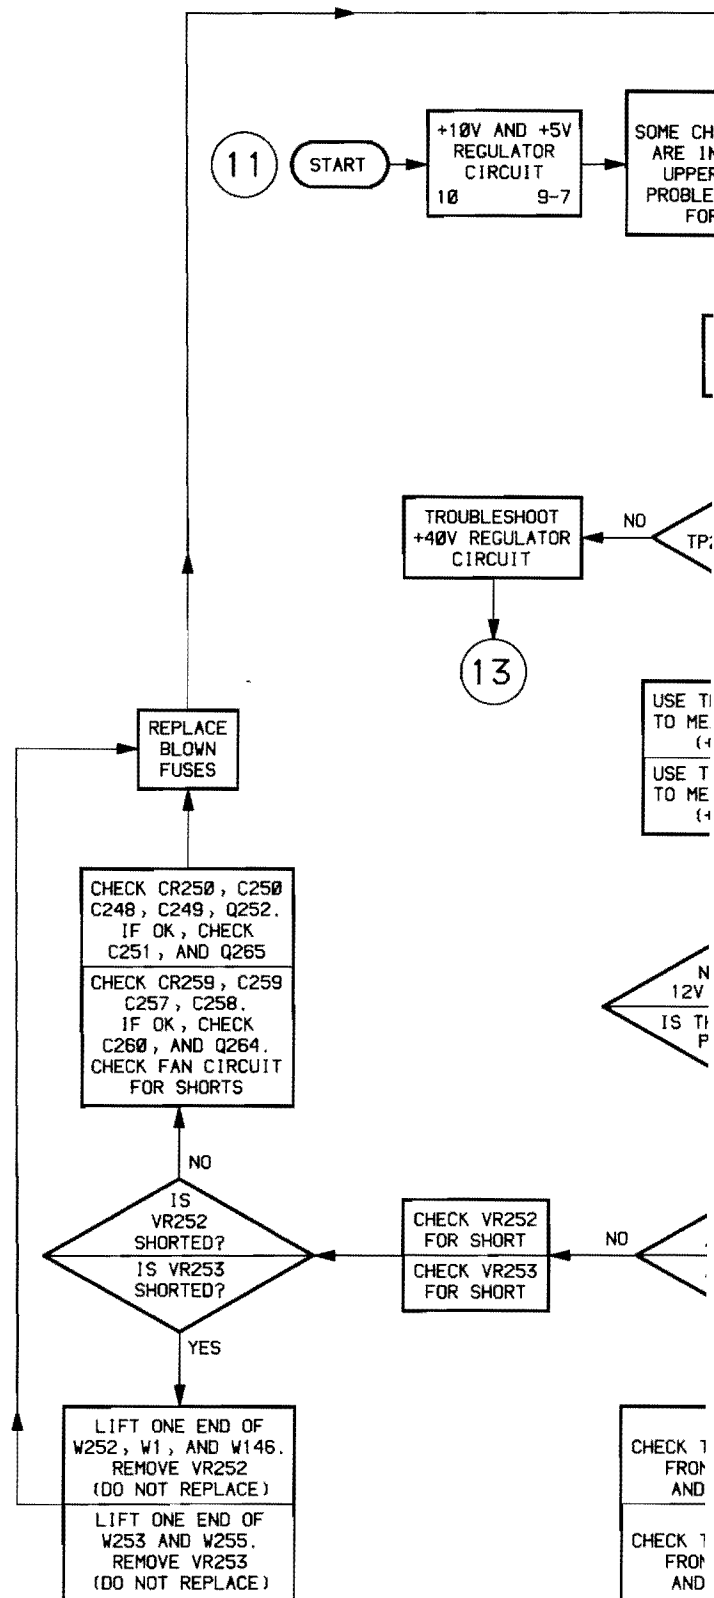 11
START
+10V AND +5V
REGULATOR
CIRCUIT
10 9-7
SOME CH
ARE IN
UPPER
PROBLE
FOR
TROUBLESHOOT
+40V REGULATOR
CIRCUIT
NO
TP2
13
REPLACE
BLOWN
FUSES
USE T
TO ME
USE T
TO ME
CHECK CR250, C250
C248, C249, Q252.
IF OK, CHECK
C251, AND Q265
CHECK CR259, C259
C257, C258.
IF OK, CHECK
C260, AND Q264.
CHECK FAN CIRCUIT
FOR SHORTS
N
12V
IS TH
P
NO
IS
VR252
SHORTED?
IS VR253
SHORTED?
CHECK VR252
FOR SHORT
CHECK VR253
FOR SHORT
NO
YES
LIFT ONE END OF
W252, W1, AND W146.
REMOVE VR252
(DO NOT REPLACE)
LIFT ONE END OF
W253 AND W255.
REMOVE VR253
(DO NOT REPLACE)
CHECK T
FROM
AND
CHECK T
FROM
AND